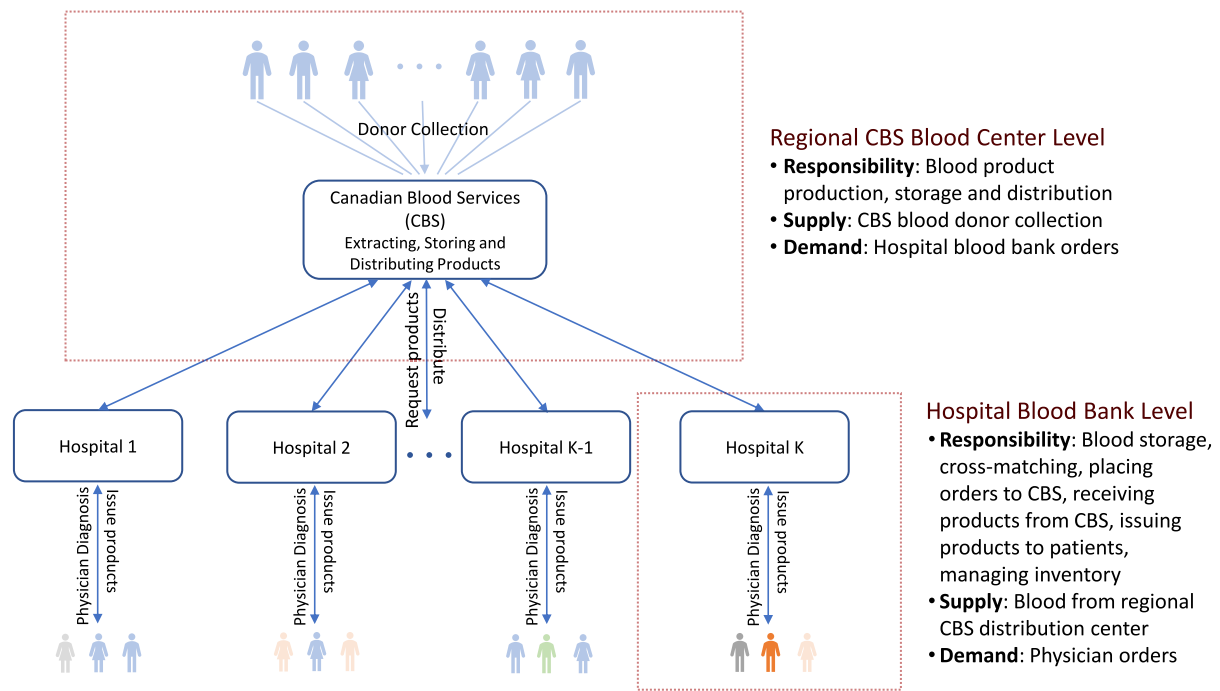 Donor Collection
Canadian Blood Services
(CBS)
Extracting, Storing and
Distributing Products
Regional CBS Blood Center Level
• Responsibility: Blood product
production, storage and distribution
• Supply: CBS blood donor collection
• Demand: Hospital blood bank orders
Request products
Distribute
Hospital 1
Hospital 2
Hospital K-1
Hospital K
Physician Diagnosis
Issue products
Physician Diagnosis
Issue products
Physician Diagnosis
Issue products
Physician Diagnosis
Issue products
Hospital Blood Bank Level
• Responsibility: Blood storage,
cross-matching, placing
orders to CBS, receiving
products from CBS, issuing
products to patients,
managing inventory
• Supply: Blood from regional
CBS distribution center
• Demand: Physician orders